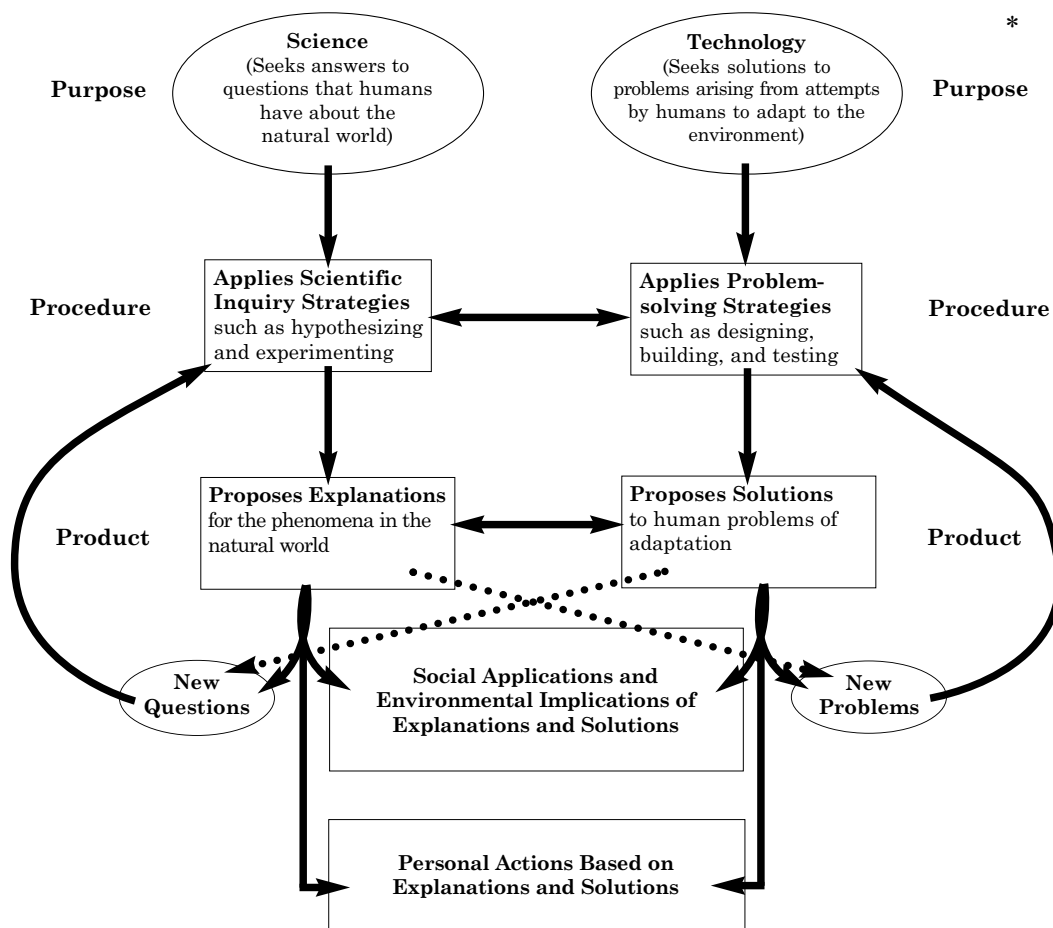 *
Science
(Seeks answers to
questions that humans
have about the
natural world)
Technology
(Seeks solutions to
problems arising from attempts
by humans to adapt to the
environment)
Purpose
Purpose
Applies Scientific
Inquiry Strategies
such as hypothesizing
and experimenting
Applies Problem-
solving Strategies
such as designing,
building, and testing
Procedure
Procedure
Proposes Explanations
for the phenomena in the
natural world
Proposes Solutions
to human problems of
adaptation
Product
Product
New
Questions
Social Applications and
Environmental Implications of
Explanations and Solutions
New
Problems
Personal Actions Based on
Explanations and Solutions